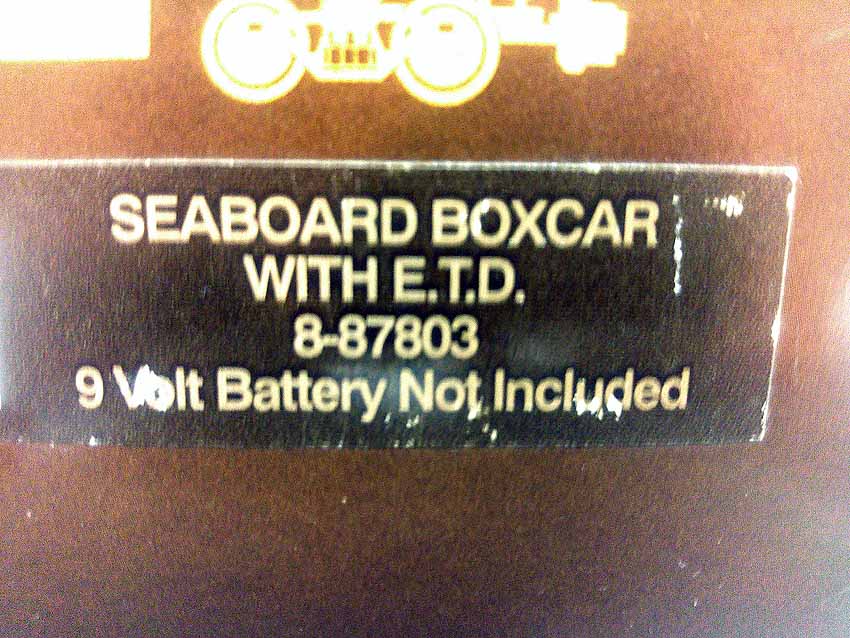 SEABOARD BOXCAR
WITH E.T.D.
8-87803
9 Volt Battery Not Included